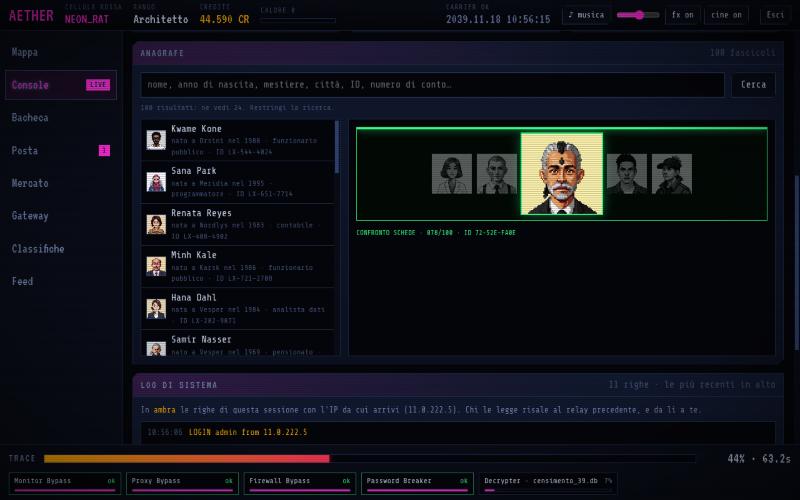 AETHER
CELLULA ROSSA
NEON_RAT
RANGO
Architetto
CREDITI
44.590 CR
CALORE 0
CARRIER OK
2039.11.18 10:56:15
♪ musica
fx on
cine on
Esci
Mappa
Console LIVE
Bacheca
Posta 1
Mercato
Gateway
Classifiche
Feed
ANAGRAFE
100 fascicoli
nome, anno di nascita, mestiere, città, ID, numero di conto…
Cerca
100 risultati: ne vedi 24. Restringi la ricerca.
Kwame Kone
nato a Orsini nel 1988 · funzionario
pubblico · ID LX-544-4024
Sana Park
nata a Meridia nel 1995 ·
programmatore · ID LX-651-7714
Renata Reyes
nata a Nordlys nel 1983 · contabile ·
ID LX-400-4982
Minh Kale
nato a Karsk nel 1956 · funzionario
pubblico · ID LX-721-2700
Hana Dahl
nata a Vesper nel 1984 · analista dati
· ID LX-202-9871
Samir Nasser
nato a Vesper nel 1969 · pensionato ·
CONFRONTO SCHEDE · 078/100 · ID 72-52E-FA0E
LOG DI SISTEMA
11 righe · le più recenti in alto
In ambra le righe di questa sessione con l'IP da cui arrivi (11.0.222.5). Chi le legge risale al relay precedente, e da lì a te.
10:56:06 LOGIN admin from 11.0.222.5
TRACE
44% · 63.2s
Monitor Bypass ok
Proxy Bypass ok
Firewall Bypass ok
Password Breaker ok
Decrypter · censimento_39.db 7%